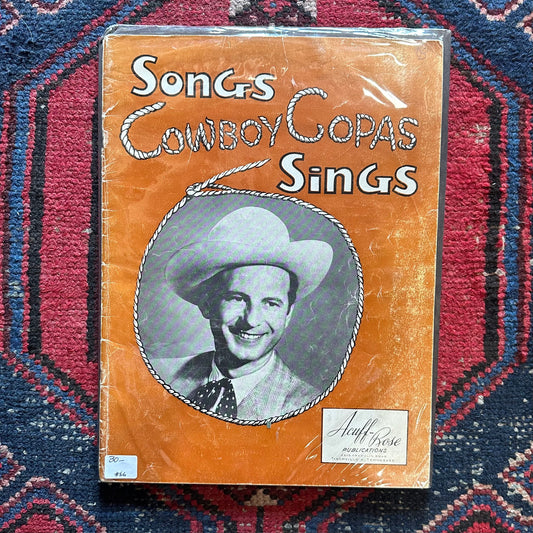 SONGS
COWBOY COPAS
SINGS
Acuff-Rose
PUBLICATIONS
30-
#66